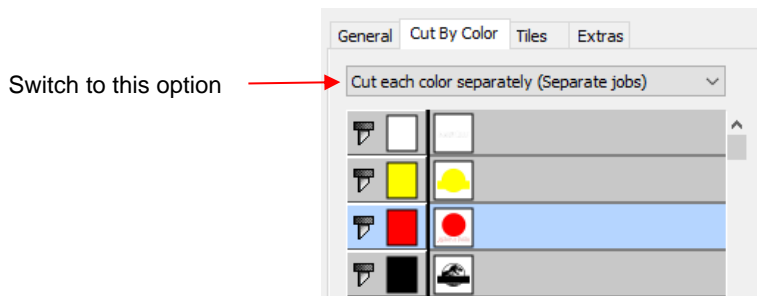 General Cut By Color Tiles Extras
Switch to this option
Cut each color separately (Separate jobs)